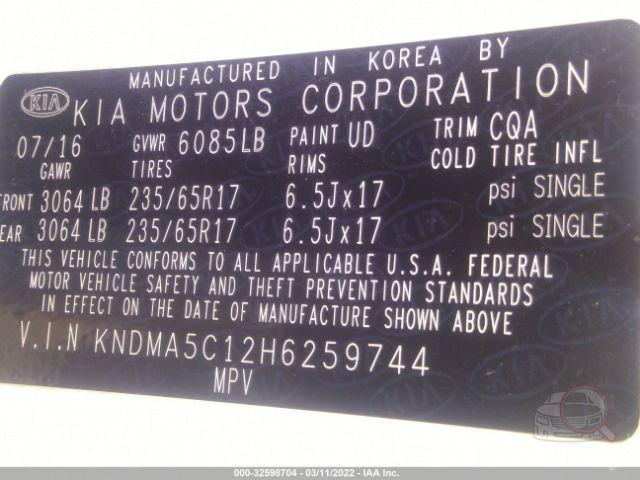 MANUFACTURED IN KOREA BY
KIA KIA MOTORS CORPORATION
07/16 GVWR 6085LB PAINT UD TRIM CQA
GAWR TIRES RIMS COLD TIRE INFL
FRONT 3064 LB 235/65R17 6.5Jx17 psi SINGLE
EAR 3064 LB 235/65R17 6.5Jx17 psi SINGLE
THIS VEHICLE CONFORMS TO ALL APPLICABLE U.S.A. FEDERAL
MOTOR VEHICLE SAFETY AND THEFT PREVENTION STANDARDS
IN EFFECT ON THE DATE OF MANUFACTURE SHOWN ABOVE
V.I.N KNDMA5C12H6259744
MPV
000-32598704 - 03/11/2022 - IAA Inc.